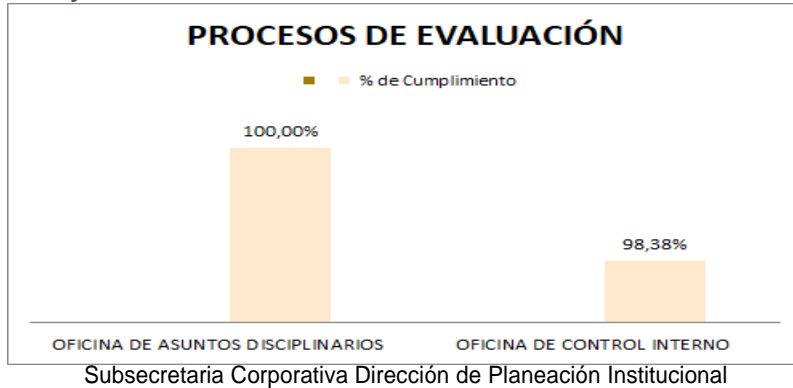 PROCESOS DE EVALUACIÓN
% de Cumplimiento
100,00%
98,38%
OFICINA DE ASUNTOS DISCIPLINARIOS
OFICINA DE CONTROL INTERNO
Subsecretaria Corporativa Dirección de Planeación Institucional